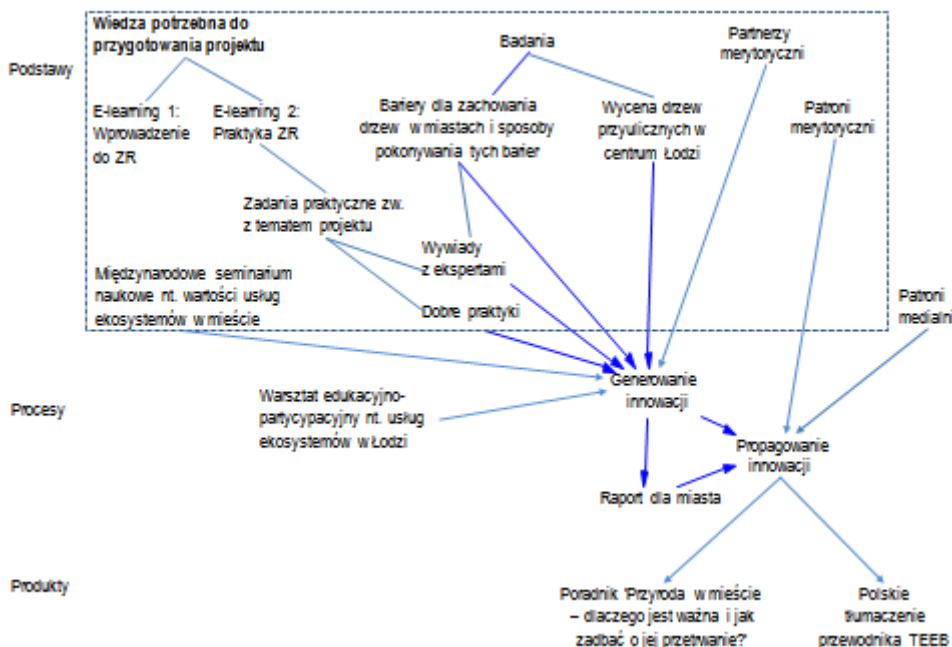 Wiedza potrzebna do
przygotowania projektu
Badania
Partnerzy
merytoryczni
Podstawy
E-learning 1:
Wprowadzenie
do ZR
E-learning 2:
Praktyka ZR
Bariery dla zachowania
drzew w miastach i sposoby
pokonywania tych barier
Wycena drzew
przyulicznych w
centrum Łodzi
Patroni
merytoryczni
Zadania praktyczne zw.
z tematem projektu
Wywiady
z ekspertami
Międzynarodowe seminarium
naukowe nt. wartości usług
ekosystemów w mieście
Dobre praktyki
Patroni
medialni
Generowanie
innowacji
Procesy
Warsztat edukacyjno-
partycypacyjny nt. usług
ekosystemów w Łodzi
Propagowanie
innowacji
Raport dla miasta
Produkty
Poradnik 'Przyroda w mieście
– dlaczego jest ważna i jak
zadbać o jej przetrwanie?'
Polskie
tłumaczenie
przewodnika TEEB